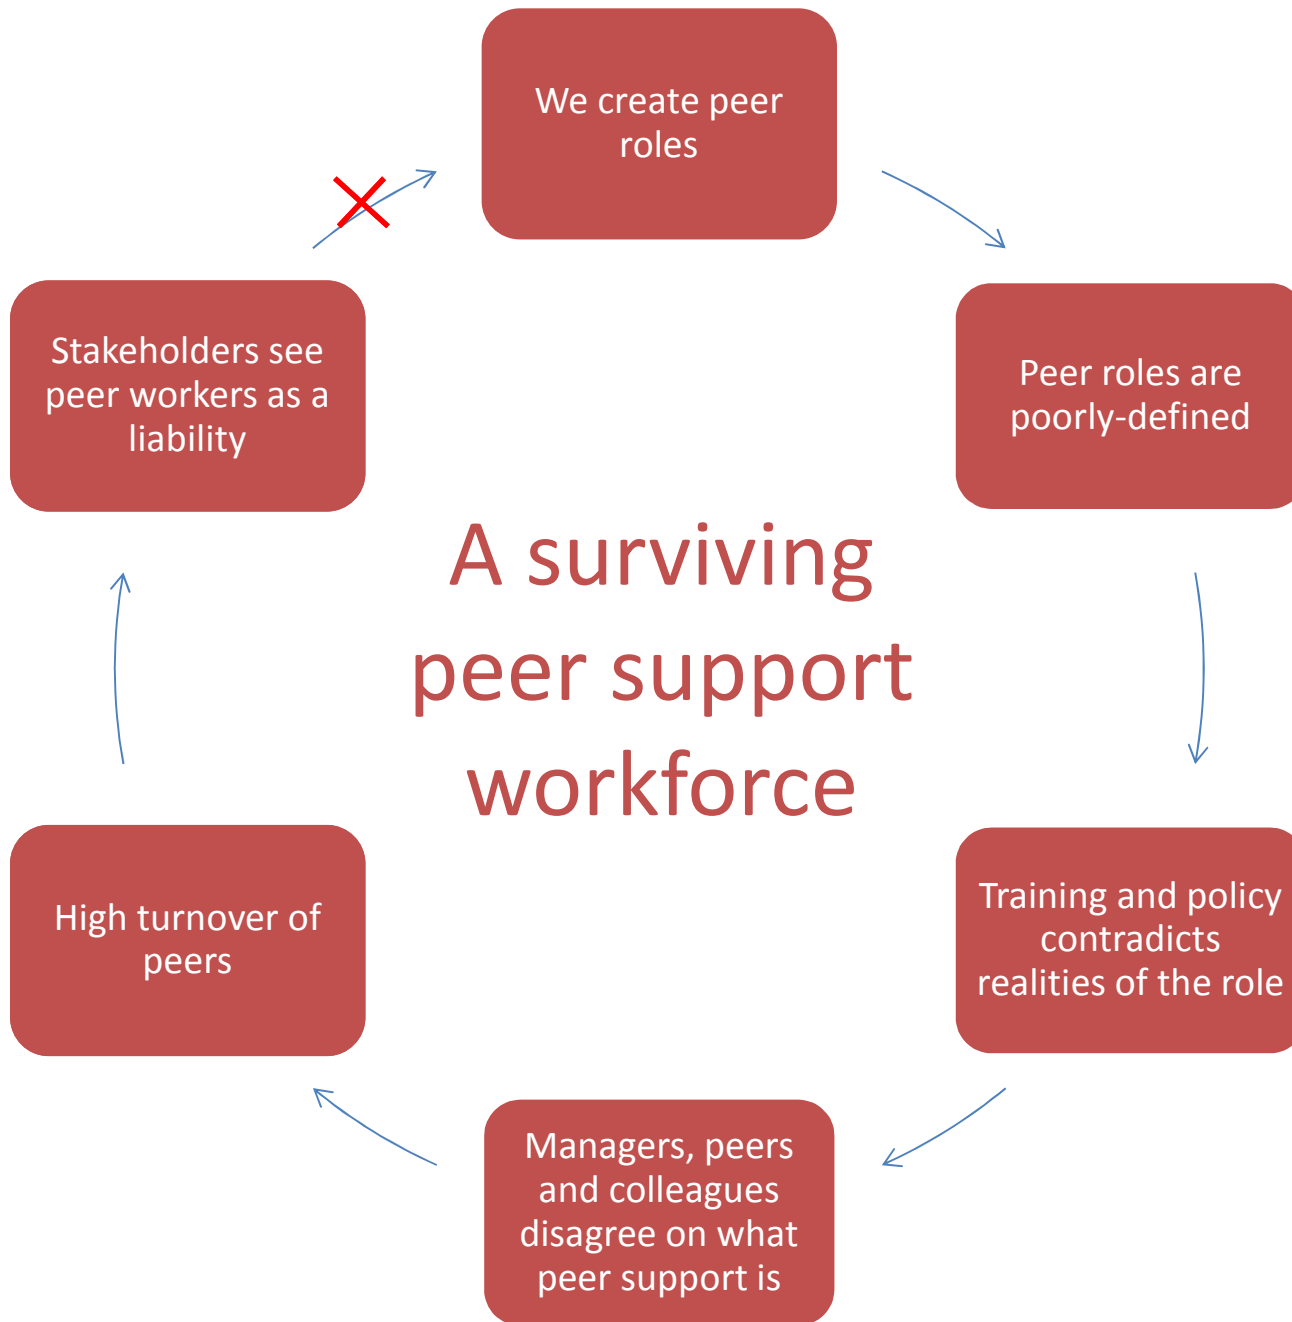 We create peer
roles
Peer roles are
poorly-defined
Training and policy
contradicts
realities of the role
Managers, peers
and colleagues
disagree on what
peer support is
High turnover of
peers
Stakeholders see
peer workers as a
liability
A surviving
peer support
workforce